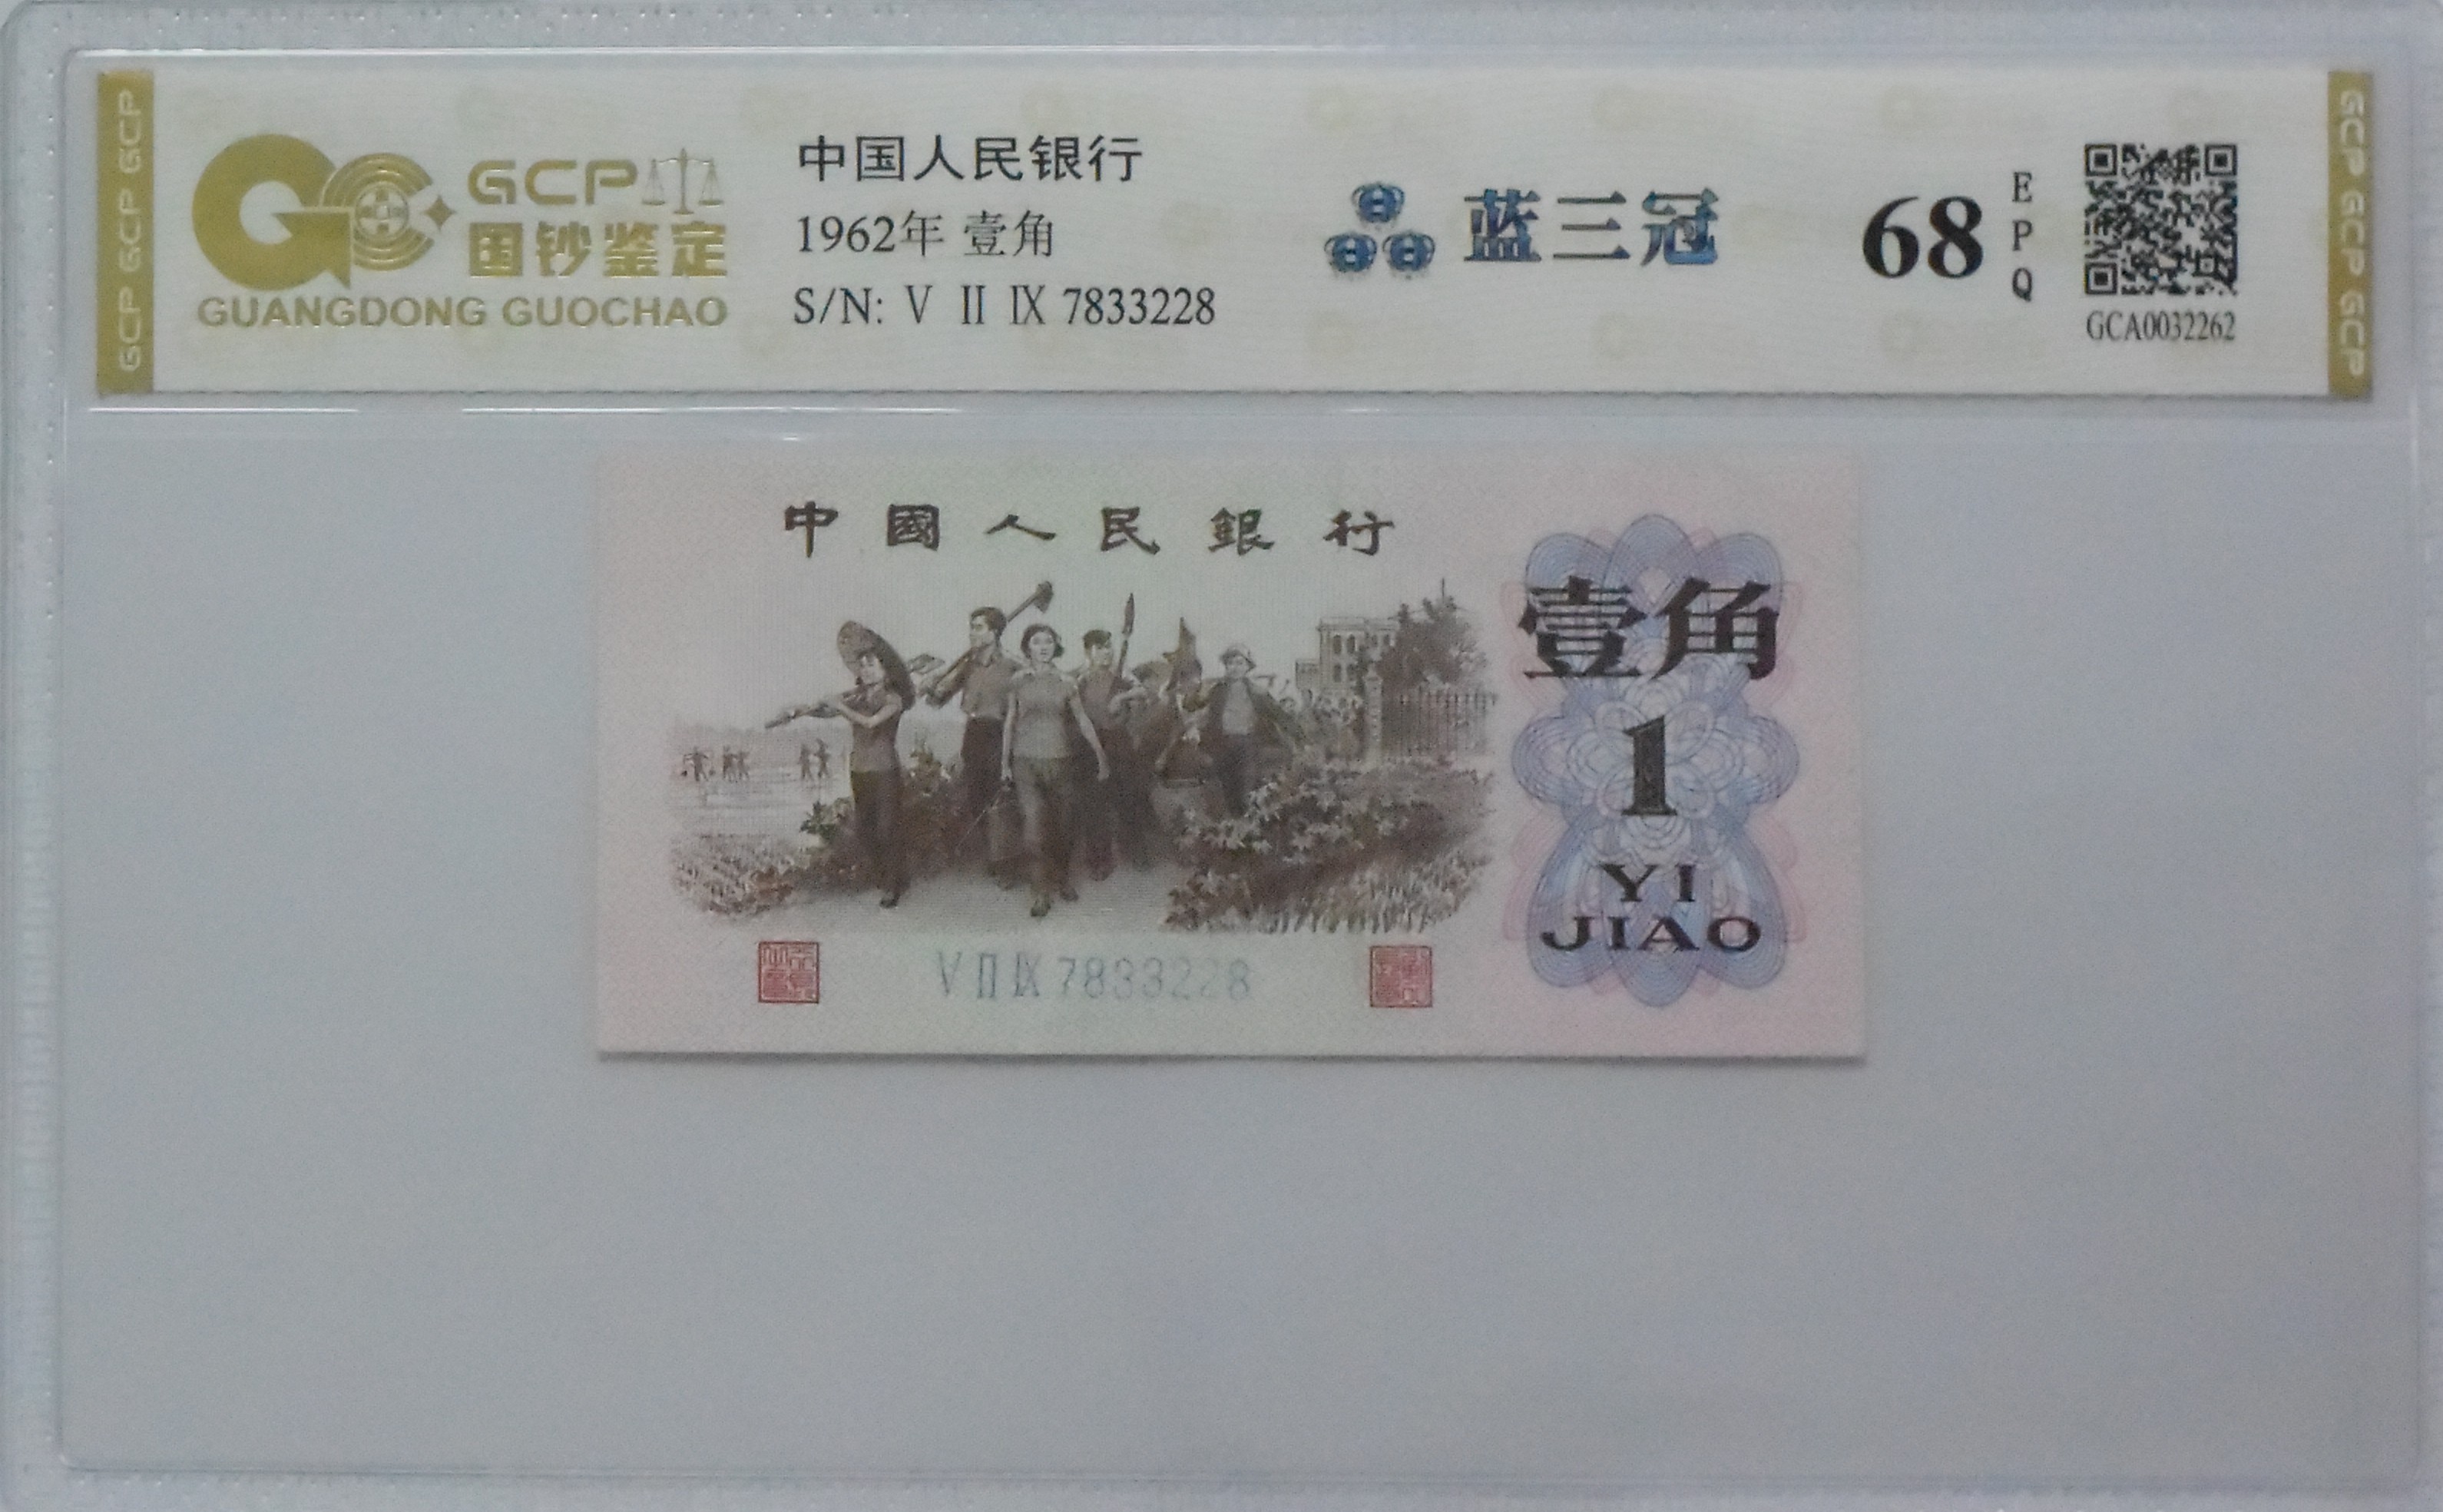 GCP GCP GCP
GCP
国钞鉴定
GUANGDONG GUOCHAO
中国人民银行
1962年 壹角
S/N: V II IX 7833228
蓝三冠
68
EPQ
GCA0032262
GCP GCP GCP
中國人民銀行
壹角
1
YI
JIAO
V II IX 7833228